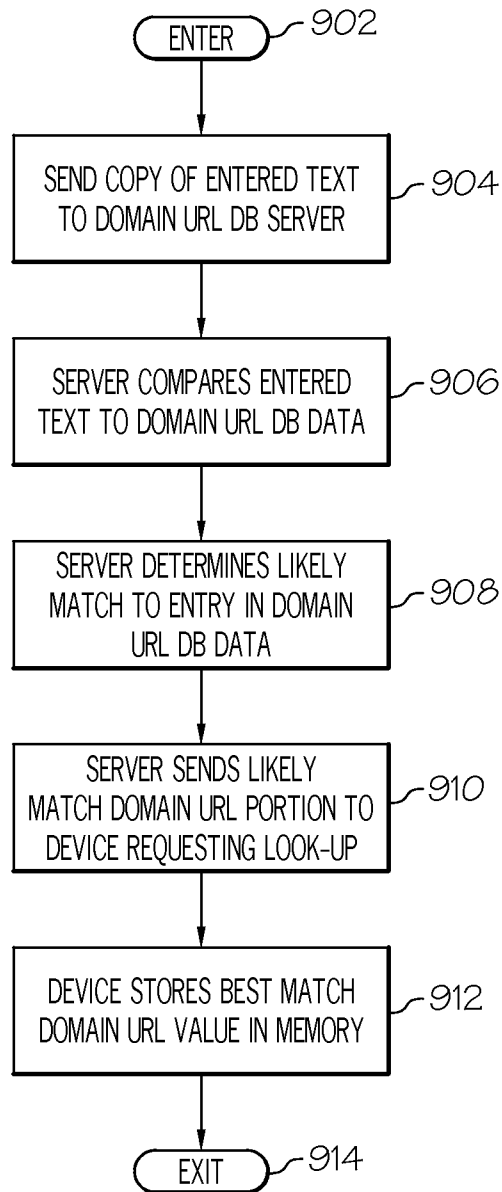 ENTER
902
SEND COPY OF ENTERED TEXT
TO DOMAIN URL DB SERVER
904
SERVER COMPARES ENTERED
TEXT TO DOMAIN URL DB DATA
906
SERVER DETERMINES LIKELY
MATCH TO ENTRY IN DOMAIN
URL DB DATA
908
SERVER SENDS LIKELY
MATCH DOMAIN URL PORTION TO
DEVICE REQUESTING LOOK-UP
910
DEVICE STORES BEST MATCH
DOMAIN URL VALUE IN MEMORY
912
EXIT
914